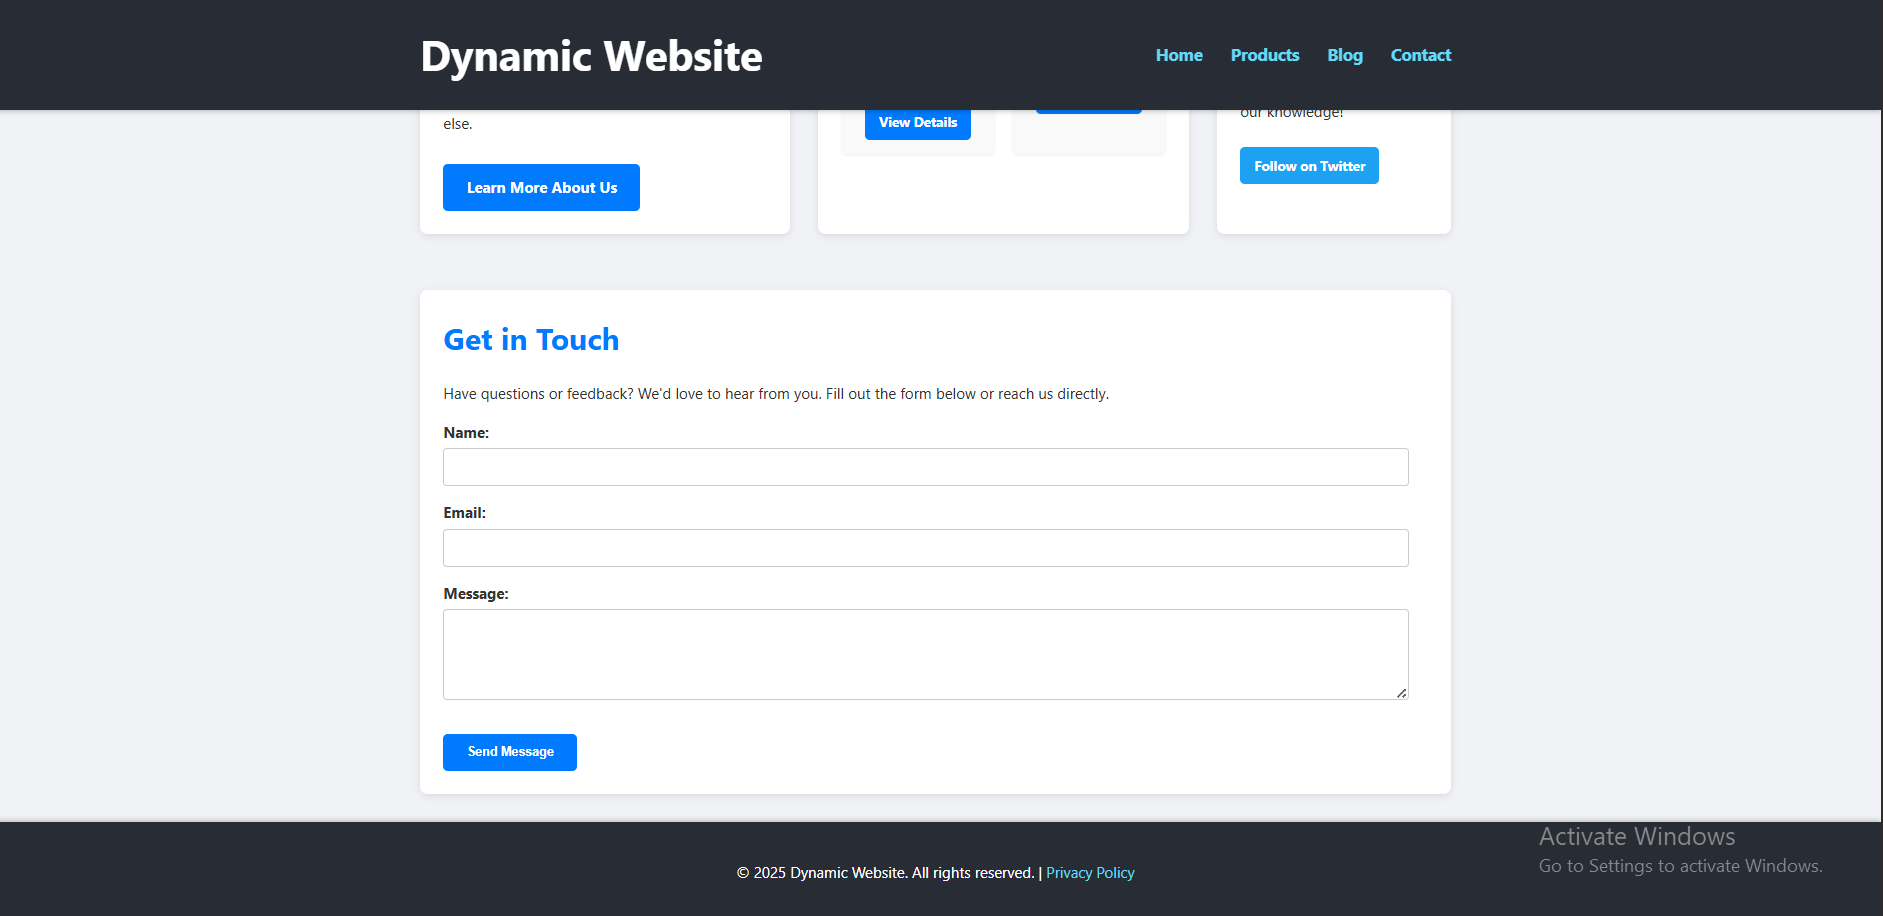 Dynamic Website
Home
Products
Blog
Contact
else.
Learn More About Us
View Details
our knowledge!
Follow on Twitter
Get in Touch
Have questions or feedback? We'd love to hear from you. Fill out the form below or reach us directly.
Name:
Email:
Message:
Send Message
© 2025 Dynamic Website. All rights reserved. | Privacy Policy
Activate Windows
Go to Settings to activate Windows.